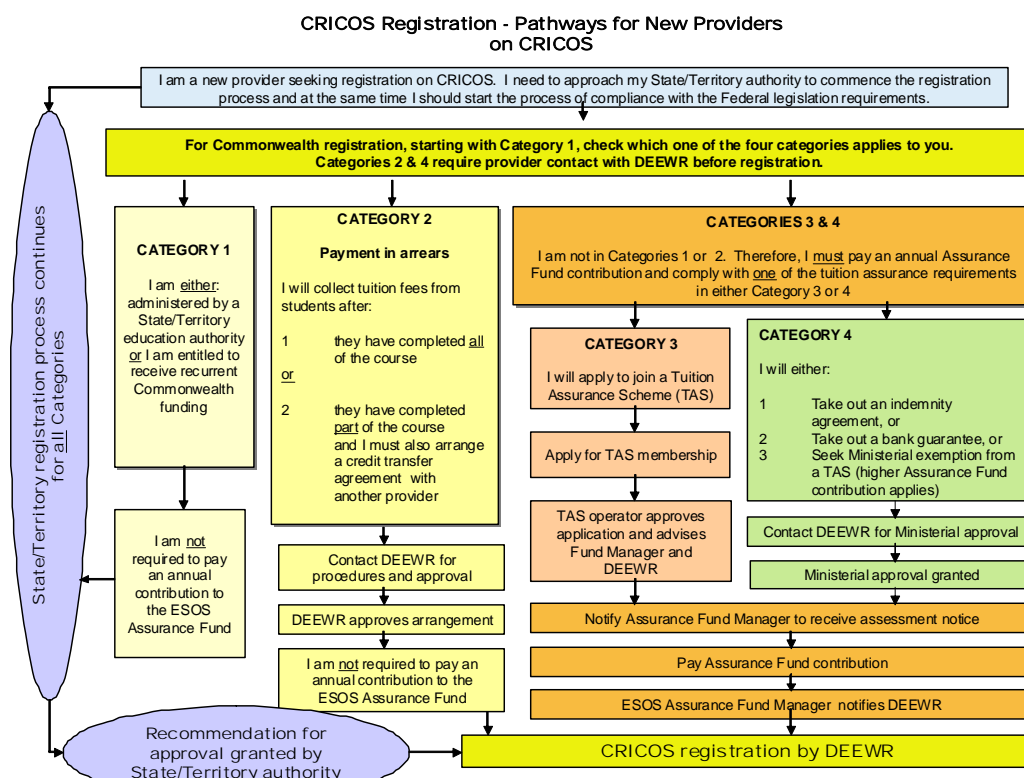 CRICOS Registration - Pathways for New Providers
on CRICOS
I am a new provider seeking registration on CRICOS. I need to approach my State/Territory authority to commence the registration
process and at the same time I should start the process of compliance with the Federal legislation requirements.
For Commonwealth registration, starting with Category 1, check which one of the four categories applies to you.
Categories 2 & 4 require provider contact with DEEWR before registration.
State/Territory registration process continues
for all Categories
CATEGORY 1
I am either:
administered by a
State/Territory
education authority
or I am entitled to
receive recurrent
Commonwealth
funding
I am not
required to pay
an annual
contribution to
the ESOS
Assurance Fund
CATEGORY 2
Payment in arrears
I will collect tuition fees from
students after:
1 they have completed all
of the course
or
2 they have completed
part of the course
and I must also arrange
a credit transfer
agreement with
another provider
Contact DEEWR for
procedures and approval
DEEWR approves arrangement
I am not required to pay an
annual contribution to the
ESOS Assurance Fund
CATEGORIES 3 & 4
I am not in Categories 1 or 2. Therefore, I must pay an annual Assurance
Fund contribution and comply with one of the tuition assurance requirements
in either Category 3 or 4
CATEGORY 3
I will apply to join a Tuition
Assurance Scheme (TAS)
Apply for TAS membership
TAS operator approves
application and advises
Fund Manager and
DEEWR
CATEGORY 4
I will either:
1 Take out an indemnity
agreement, or
2 Take out a bank guarantee, or
3 Seek Ministerial exemption from
a TAS (higher Assurance Fund
contribution applies)
Contact DEEWR for Ministerial approval
Ministerial approval granted
Notify Assurance Fund Manager to receive assessment notice
Pay Assurance Fund contribution
ESOS Assurance Fund Manager notifies DEEWR
Recommendation for
approval granted by
State/Territory authority
CRICOS registration by DEEWR